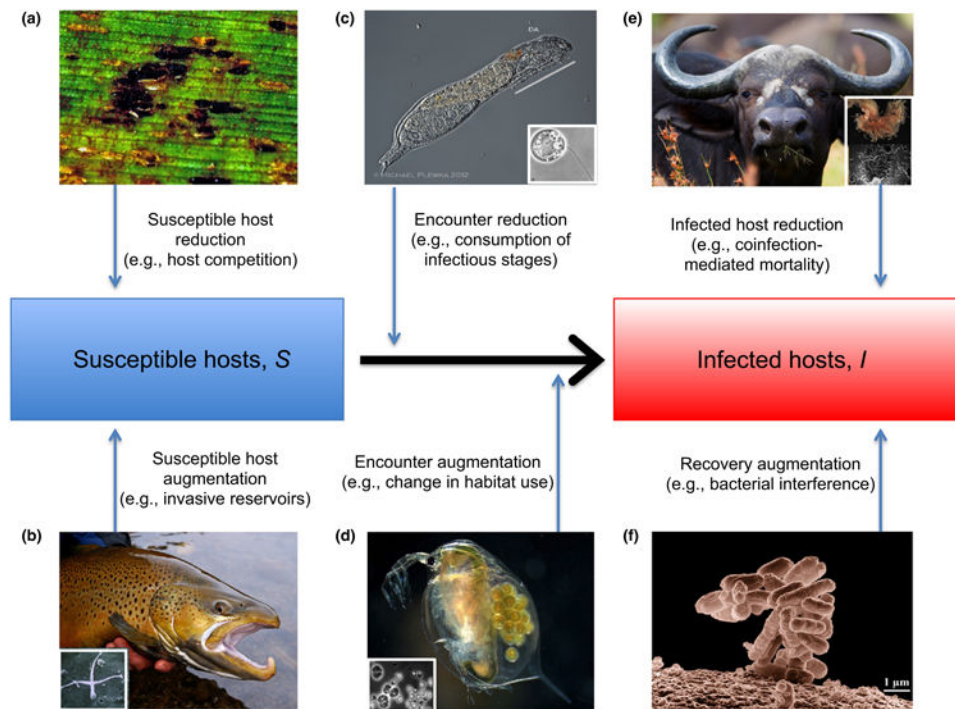 (a)
(c)
(e)
EM.
© MICHAEL PLEWKA 2012
Susceptible host
reduction
(e.g., host competition)
Encounter reduction
(e.g., consumption of
infectious stages)
Infected host reduction
(e.g., coinfection-
mediated mortality)
Susceptible hosts, S
Infected hosts, I
Susceptible host
augmentation
(e.g., invasive reservoirs)
Encounter augmentation
(e.g., change in habitat use)
Recovery augmentation
(e.g., bacterial interference)
(b)
(d)
(f)
1 µm